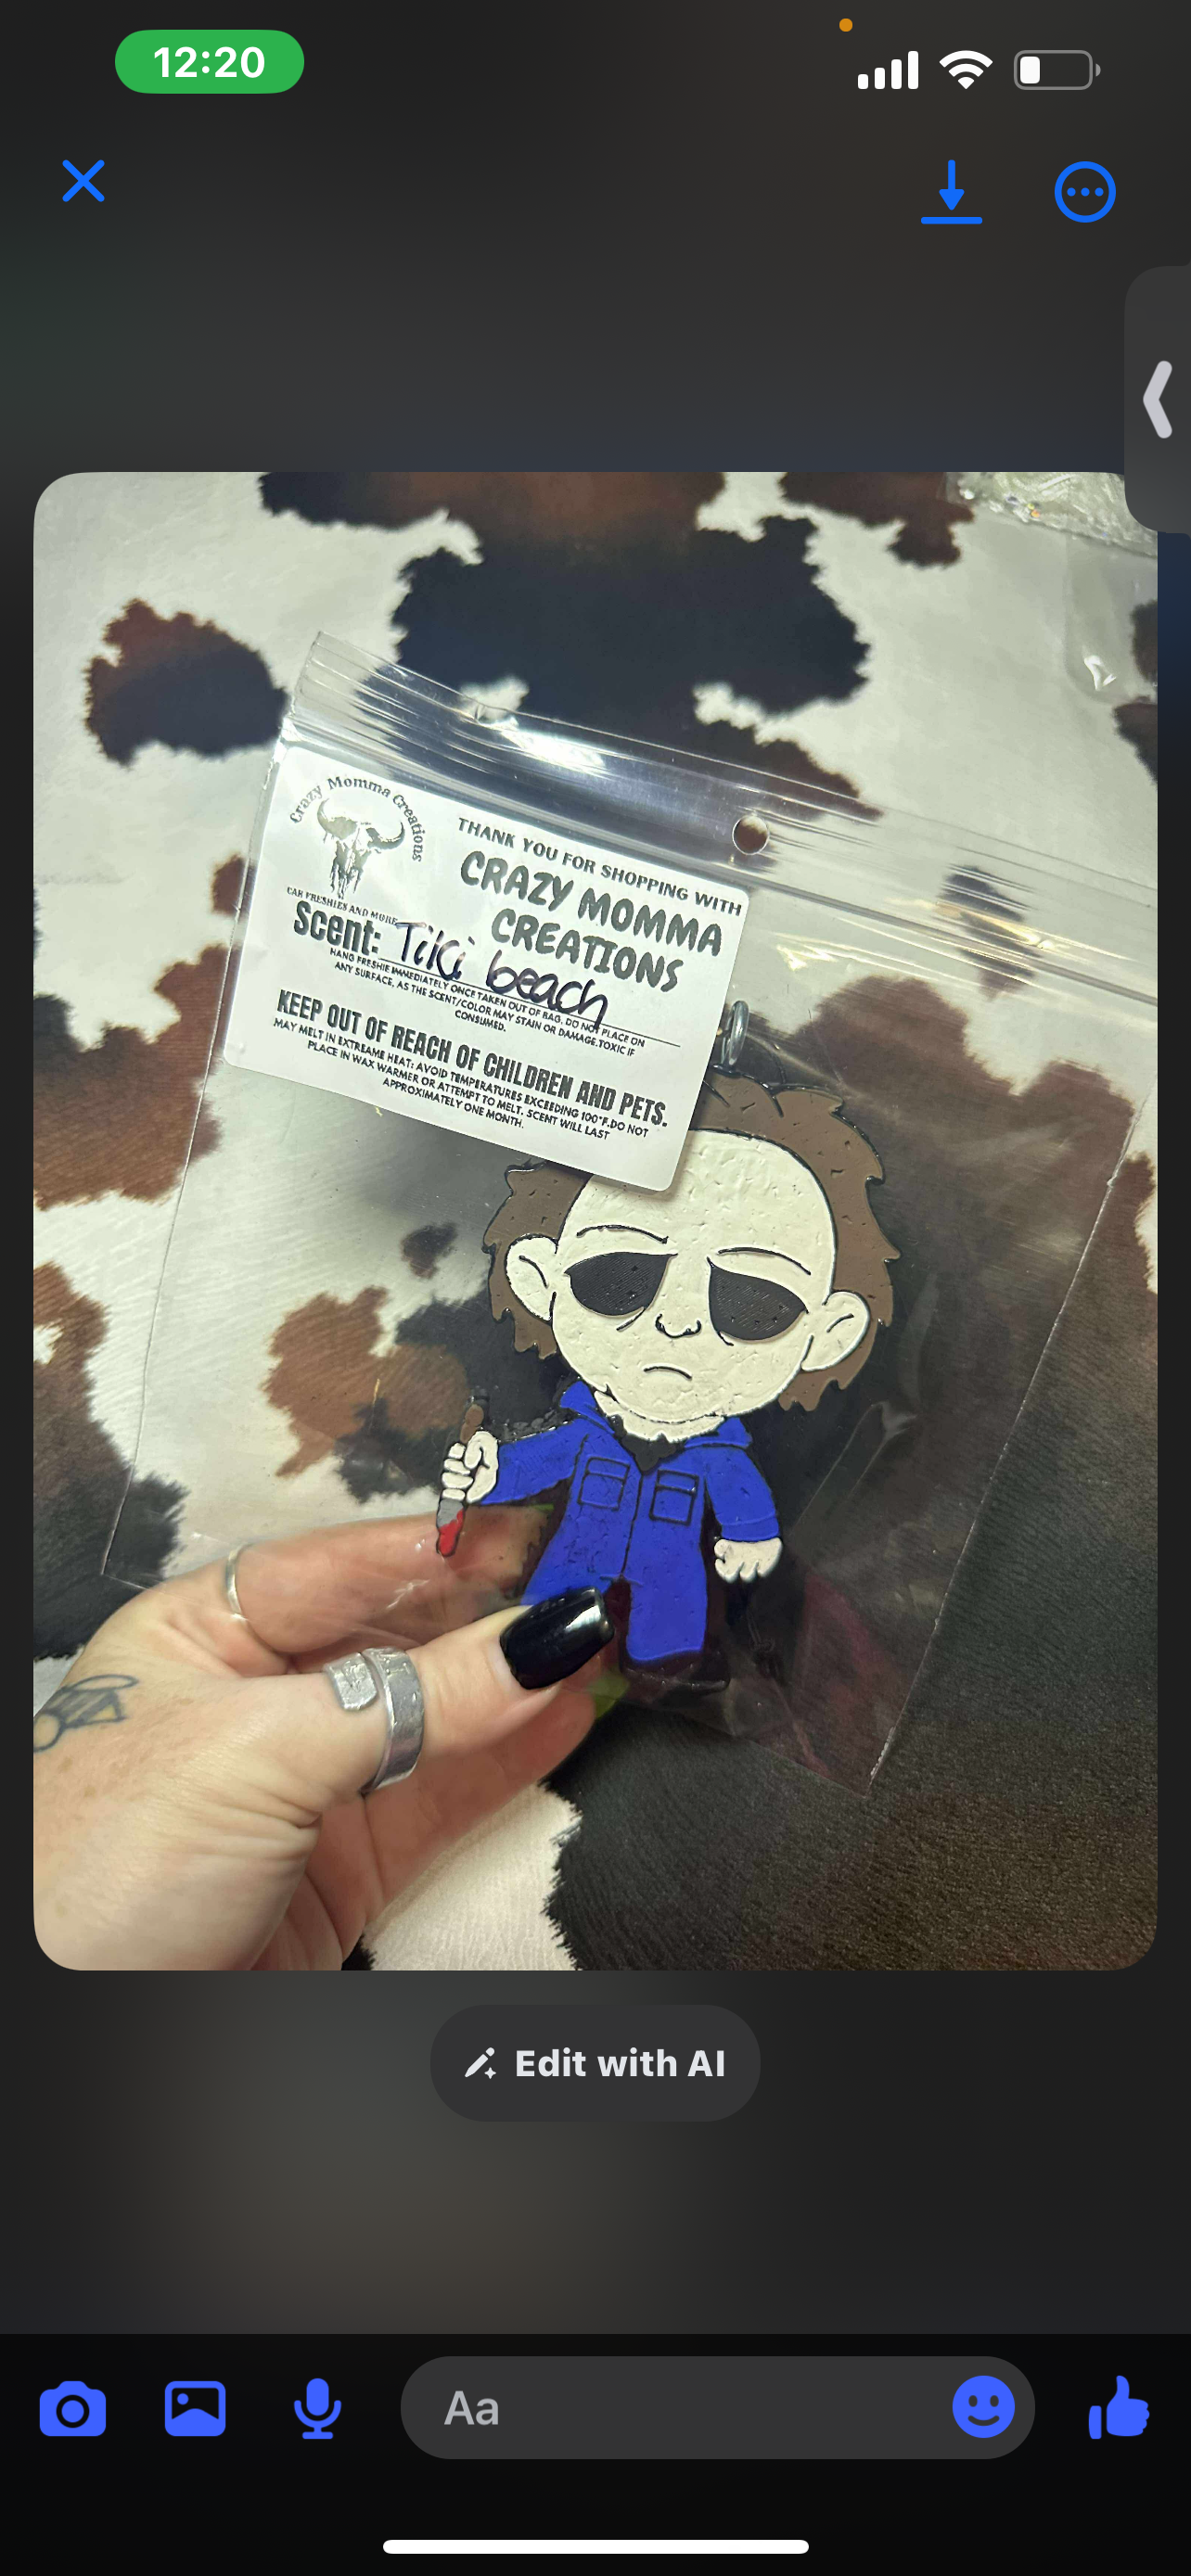 12:20
Crazy Momma Creations
CAR FRESHIES AND MORE
THANK YOU FOR SHOPPING WITH
CRAZY MOMMA
CREATIONS
Scent: Tiki beach
HANG FRESHIE IMMEDIATELY ONCE TAKEN OUT OF BAG. DO NOT PLACE ON
ANY SURFACE, AS THE SCENT/COLOR MAY STAIN OR DAMAGE.TOXIC IF
CONSUMED.
KEEP OUT OF REACH OF CHILDREN AND PETS.
MAY MELT IN EXTREME HEAT: AVOID TEMPERATURES EXCEEDING 100°F.DO NOT
PLACE IN WAX WARMER OR ATTEMPT TO MELT. SCENT WILL LAST
APPROXIMATELY ONE MONTH.
Edit with AI
Aa